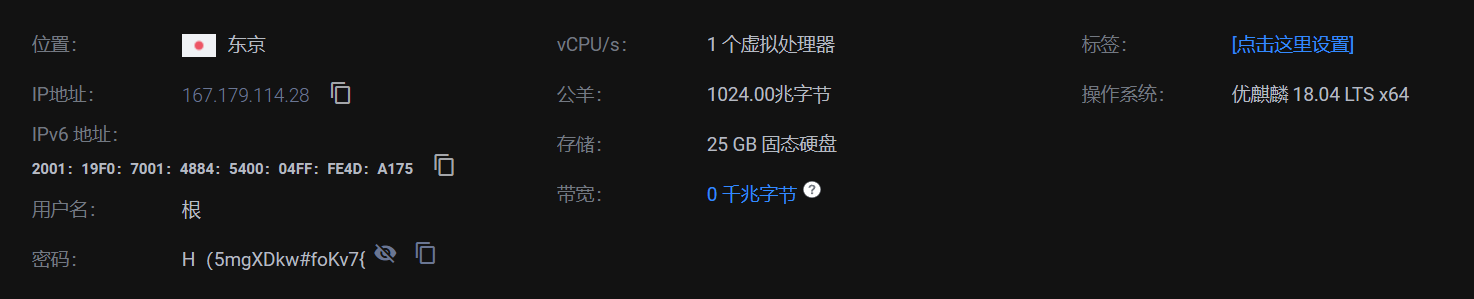 位置： 东京 vCPU/s： 1 个虚拟处理器 标签： [点击这里设置]
IP地址： 167.179.114.28 公羊： 1024.00兆字节 操作系统： 优麒麟 18.04 LTS x64
IPv6 地址：
存储： 25 GB 固态硬盘
2001：19F0：7001：4884：5400：04FF：FE4D：A175
带宽： 0 千兆字节 ?
用户名： 根
密码： H（5mgXDkw#foKv7{